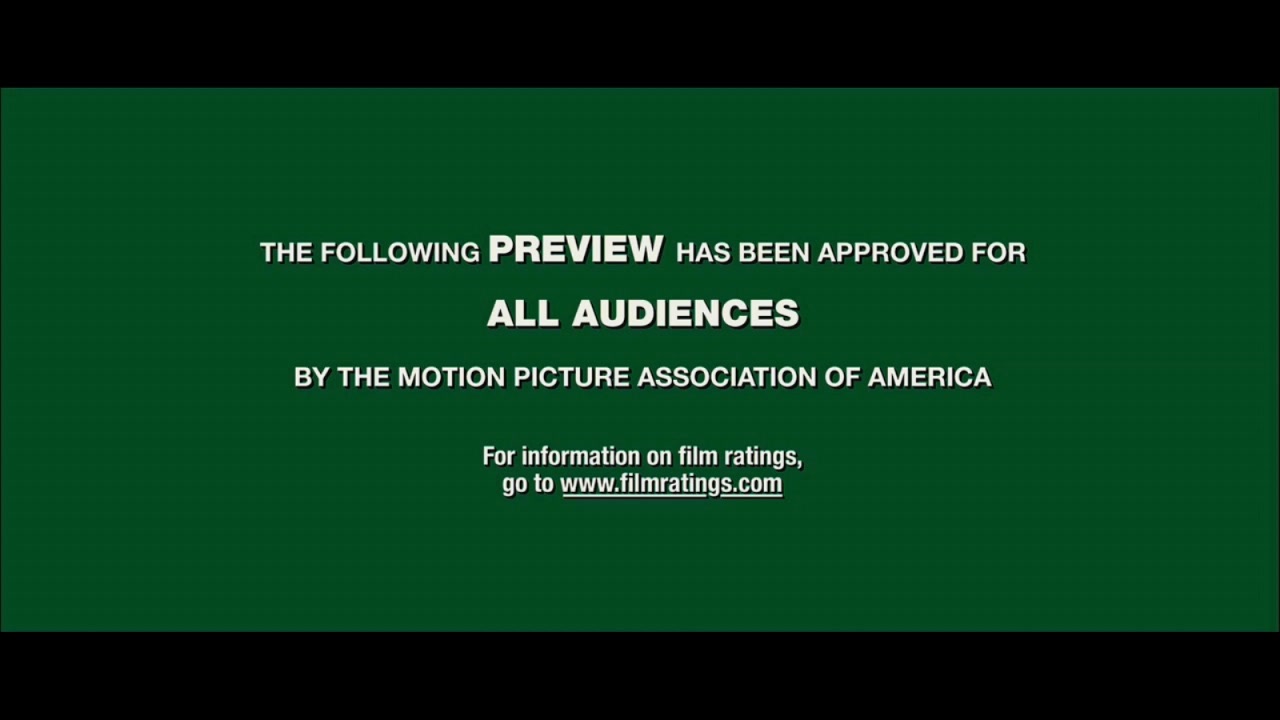 THE FOLLOWING PREVIEW HAS BEEN APPROVED FOR
ALL AUDIENCES
BY THE MOTION PICTURE ASSOCIATION OF AMERICA
For information on film ratings,
go to www.filmratings.com